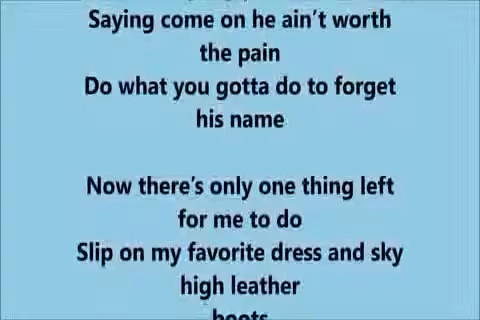 Saying come on he ain't worth
the pain
Do what you gotta do to forget
his name
Now there's only one thing left
for me to do
Slip on my favorite dress and sky
high leather
boots